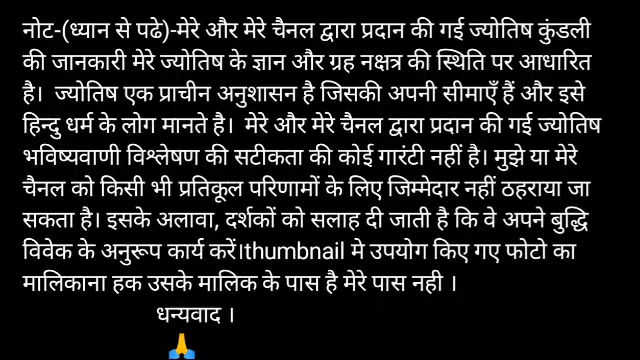 नोट-(ध्यान से पढे)-मेरे और मेरे चैनल द्वारा प्रदान की गई ज्योतिष कुंडली
की जानकारी मेरे ज्योतिष के ज्ञान और ग्रह नक्षत्र की स्थिति पर आधारित
है। ज्योतिष एक प्राचीन अनुशासन है जिसकी अपनी सीमाएँ हैं और इसे
हिन्दु धर्म के लोग मानते है। मेरे और मेरे चैनल द्वारा प्रदान की गई ज्योतिष
भविष्यवाणी विश्लेषण की सटीकता की कोई गारंटी नहीं है। मुझे या मेरे
चैनल को किसी भी प्रतिकूल परिणामों के लिए जिम्मेदार नहीं ठहराया जा
सकता है। इसके अलावा, दर्शकों को सलाह दी जाती है कि वे अपने बुद्धि
विवेक के अनुरूप कार्य करें।thumbnail मे उपयोग किए गए फोटो का
मालिकाना हक उसके मालिक के पास है मेरे पास नही ।
धन्यवाद ।
🙏